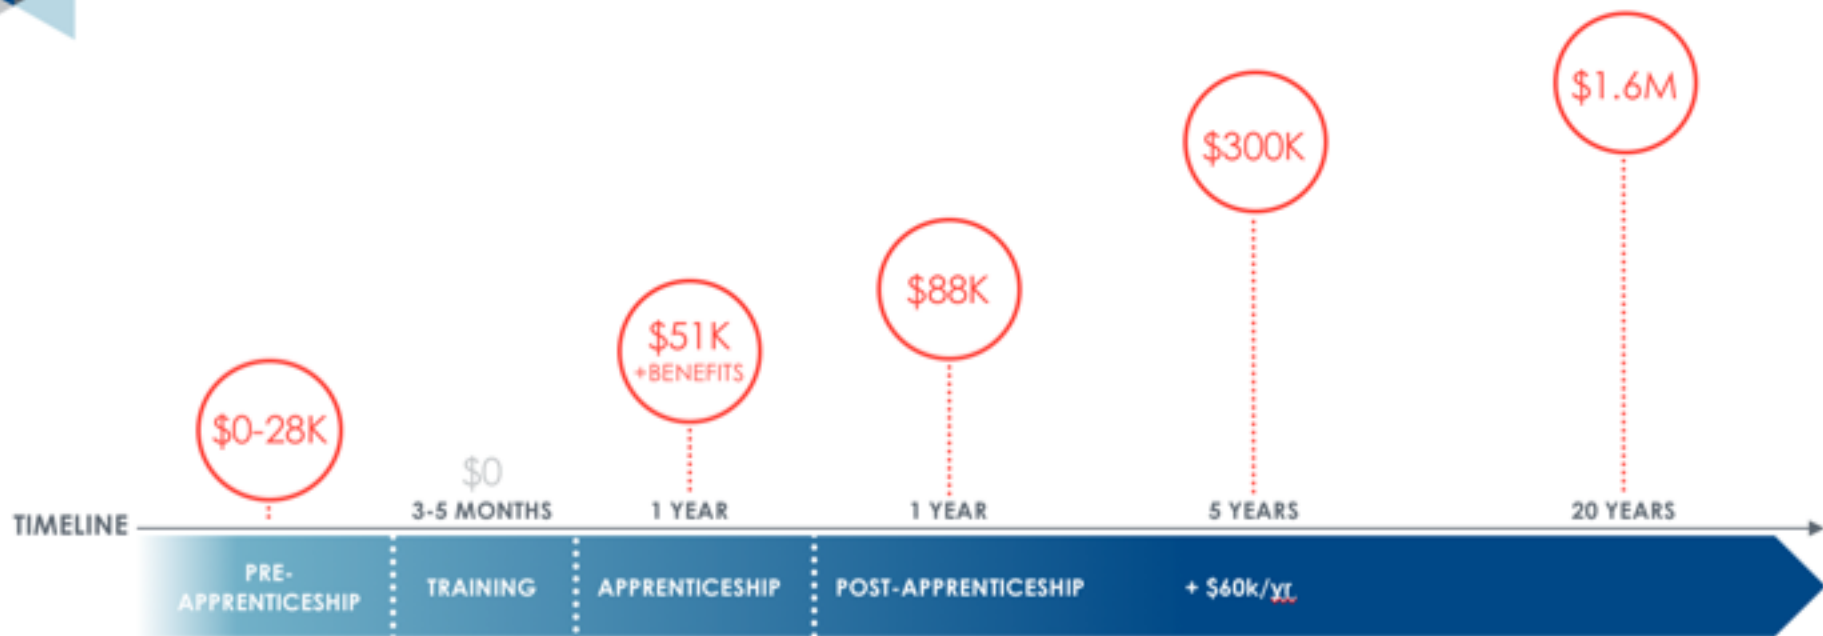 $1.6M
$300K
$88K
$51K
+BENEFITS
$0-28K
$0
3-5 MONTHS
1 YEAR
1 YEAR
5 YEARS
20 YEARS
TIMELINE
PRE-
APPRENTICESHIP
TRAINING
APPRENTICESHIP
POST-APPRENTICESHIP
+ $60k/yr